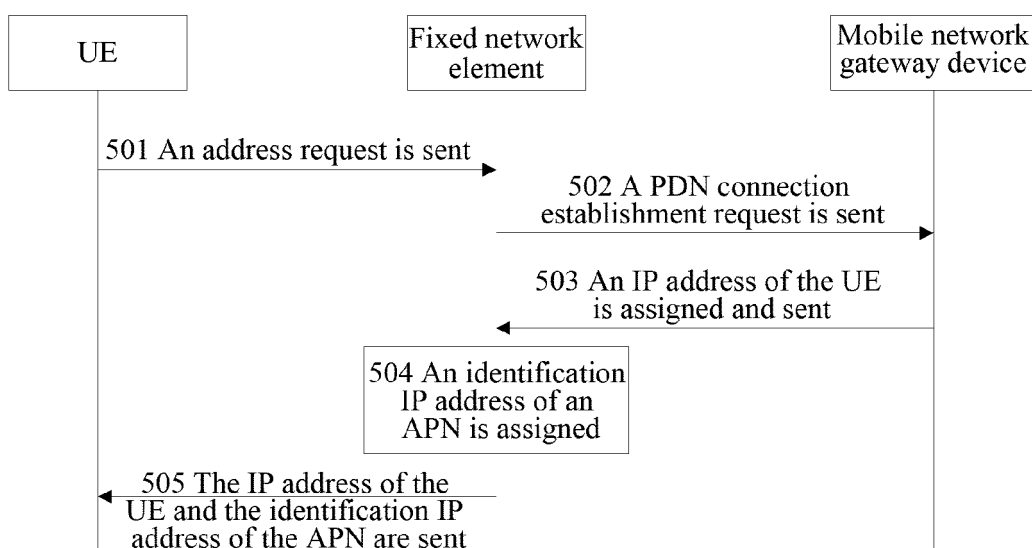 UE
Fixed network
element
Mobile network
gateway device
501 An address request is sent
502 A PDN connection
establishment request is sent
503 An IP address of the UE
is assigned and sent
504 An identification
IP address of an
APN is assigned
505 The IP address of the
UE and the identification IP
address of the APN are sent